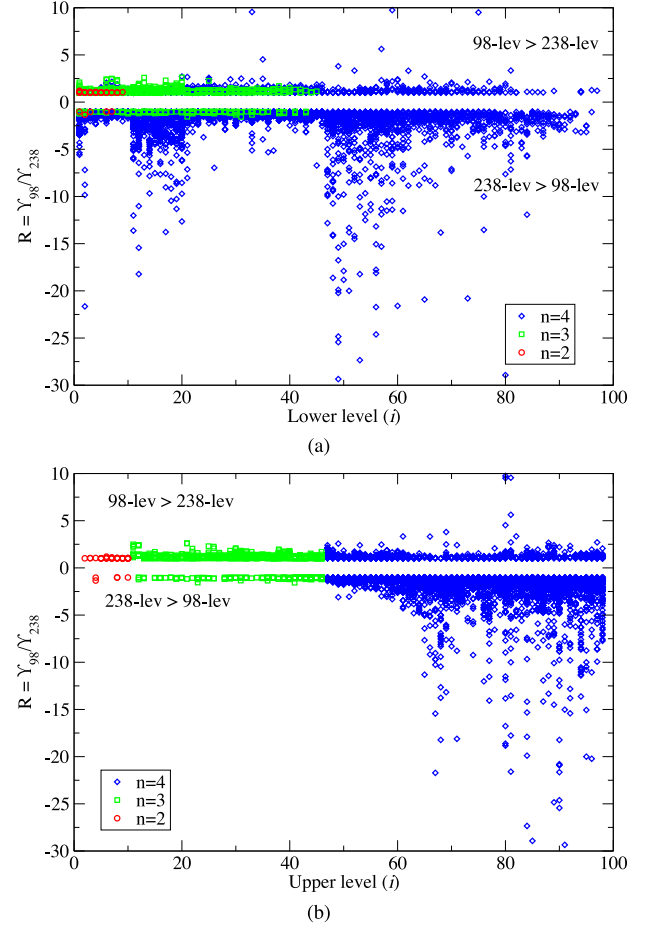 10
5
0
-5
-10
-15
-20
-25
-30
R = ϒ98/ϒ238
98-lev > 238-lev
238-lev > 98-lev
n=4
n=3
n=2
0 20 40 60 80 100
Lower level (i)
(a)
10
5
0
-5
-10
-15
-20
-25
-30
R = ϒ98/ϒ238
98-lev > 238-lev
238-lev > 98-lev
n=4
n=3
n=2
0 20 40 60 80 100
Upper level (i)
(b)